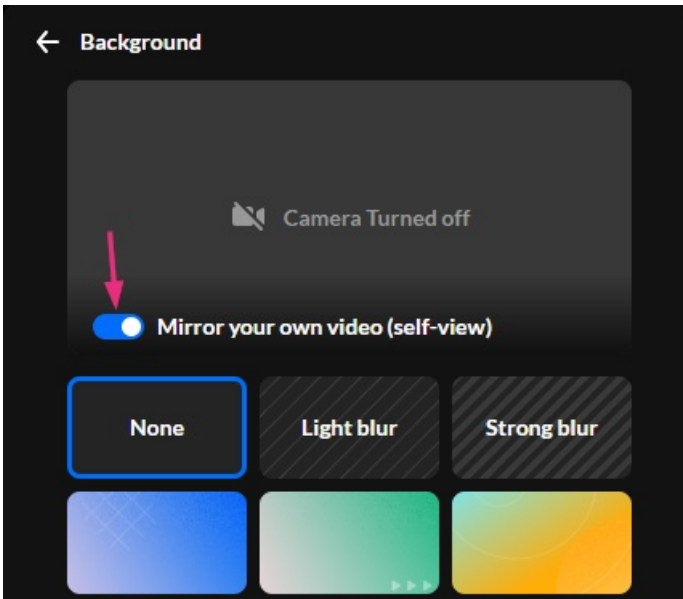 Background
Camera Turned off
Mirror your own video (self-view)
None
Light blur
Strong blur